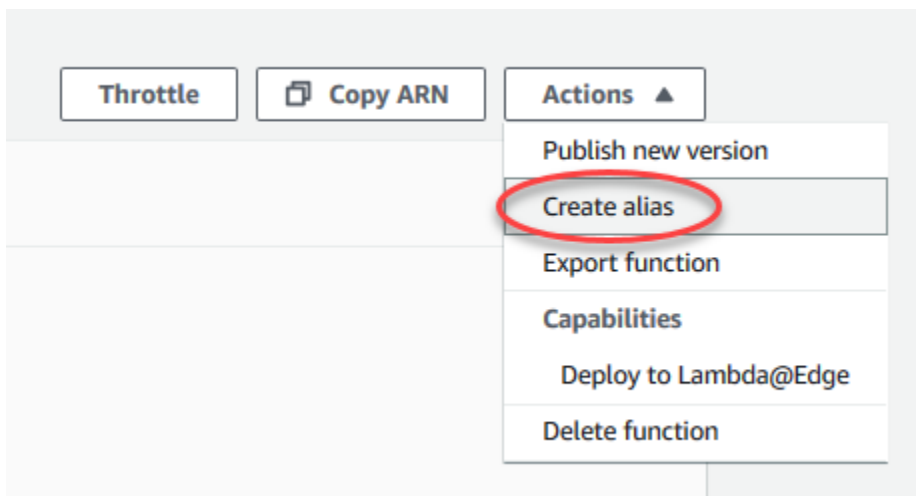 Throttle
Copy ARN
Actions
Publish new version
Create alias
Export function
Capabilities
Deploy to Lambda@Edge
Delete function